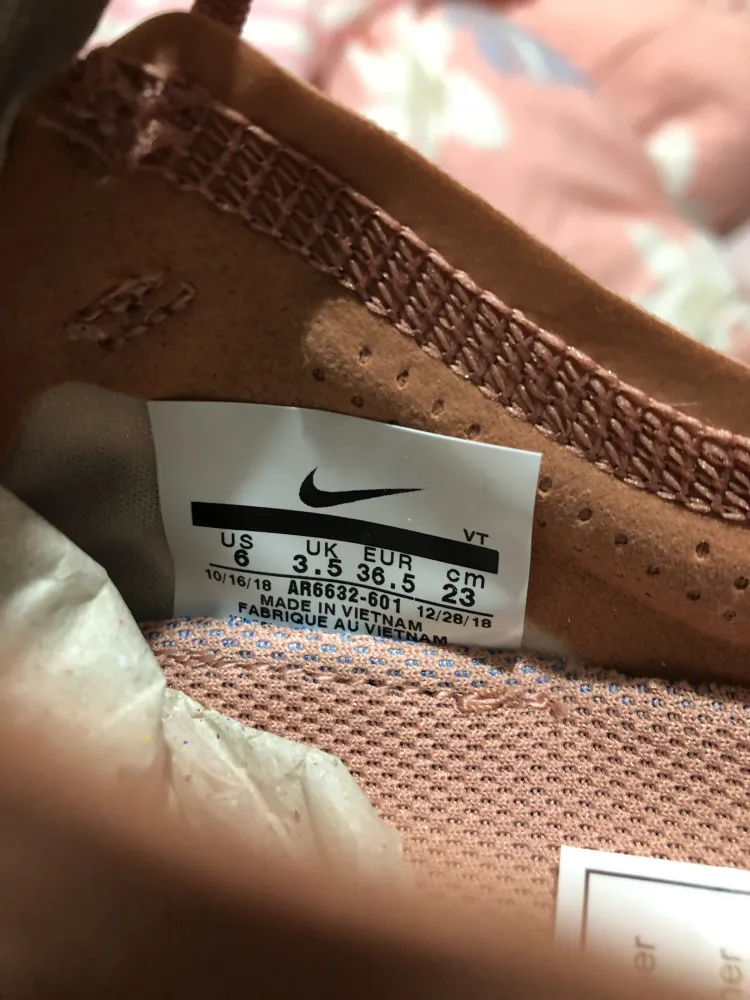 VT
US UK EUR cm
6 3.5 36.5 23
10/16/18 AR6632-601 12/28/18
MADE IN VIETNAM
FABRIQUE AU VIETNAM
er